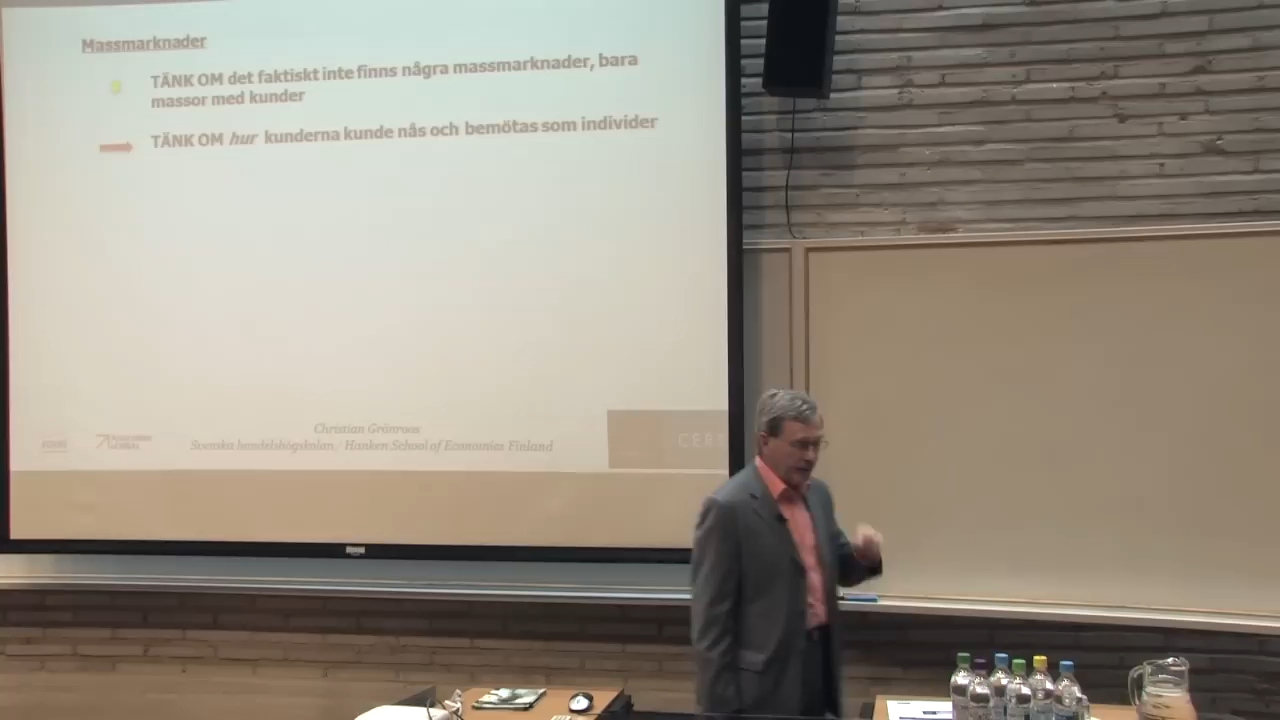 Massmarknader
TÄNK OM det faktiskt inte finns några massmarknader, bara
massor med kunder
TÄNK OM hur kunderna kunde nås och bemötas som individer
Christian Grönroos
Svenska handelshögskolan / Hanken School of Economics Finland
CER